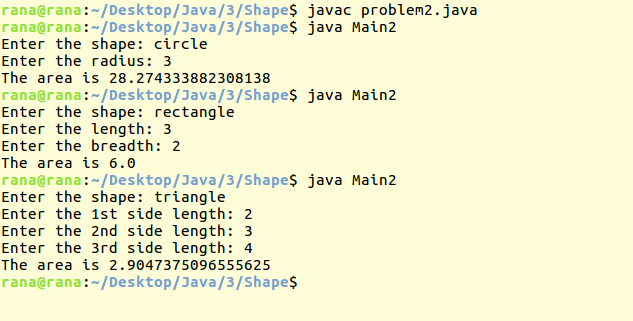 rana@rana:~/Desktop/Java/3/Shape$ javac problem2.java
rana@rana:~/Desktop/Java/3/Shape$ java Main2
Enter the shape: circle
Enter the radius: 3
The area is 28.274333882308138
rana@rana:~/Desktop/Java/3/Shape$ java Main2
Enter the shape: rectangle
Enter the length: 3
Enter the breadth: 2
The area is 6.0
rana@rana:~/Desktop/Java/3/Shape$ java Main2
Enter the shape: triangle
Enter the 1st side length: 2
Enter the 2nd side length: 3
Enter the 3rd side length: 4
The area is 2.9047375096555625
rana@rana:~/Desktop/Java/3/Shape$